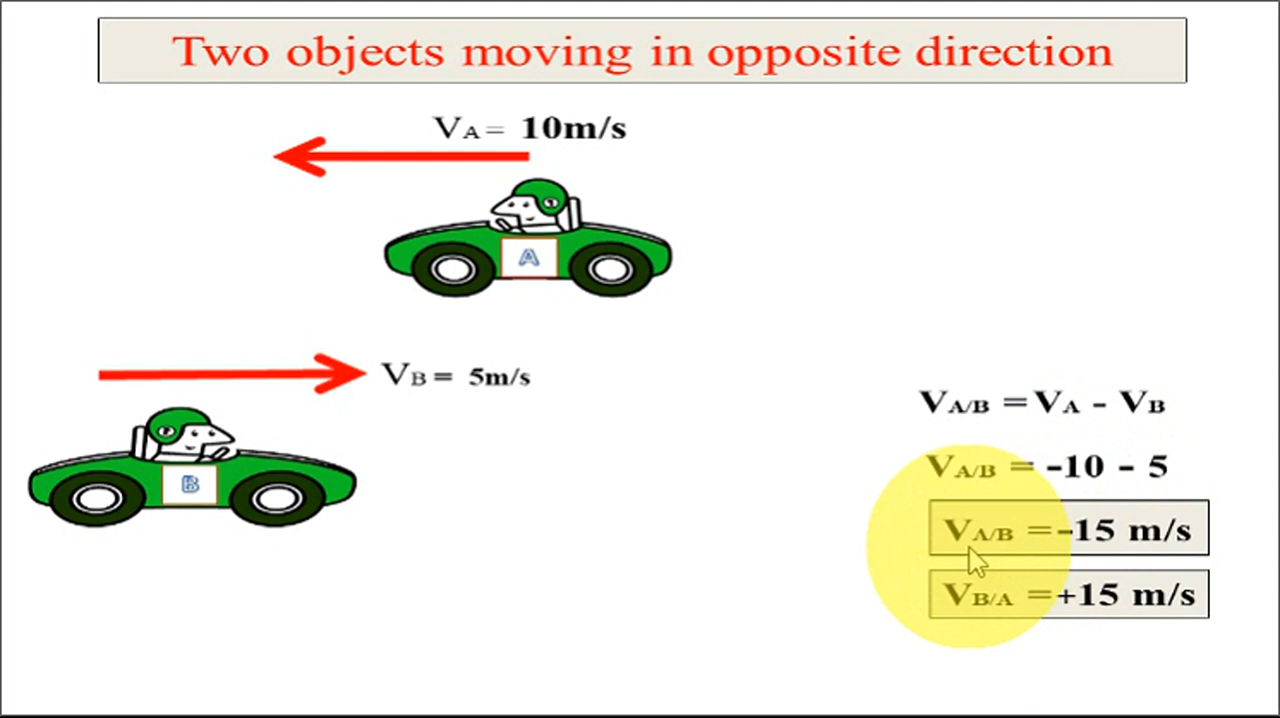 Two objects moving in opposite direction
VA = 10m/s
A
VB = 5m/s
B
VA/B = VA - VB
VA/B = -10 - 5
VA/B = -15 m/s
VB/A = +15 m/s